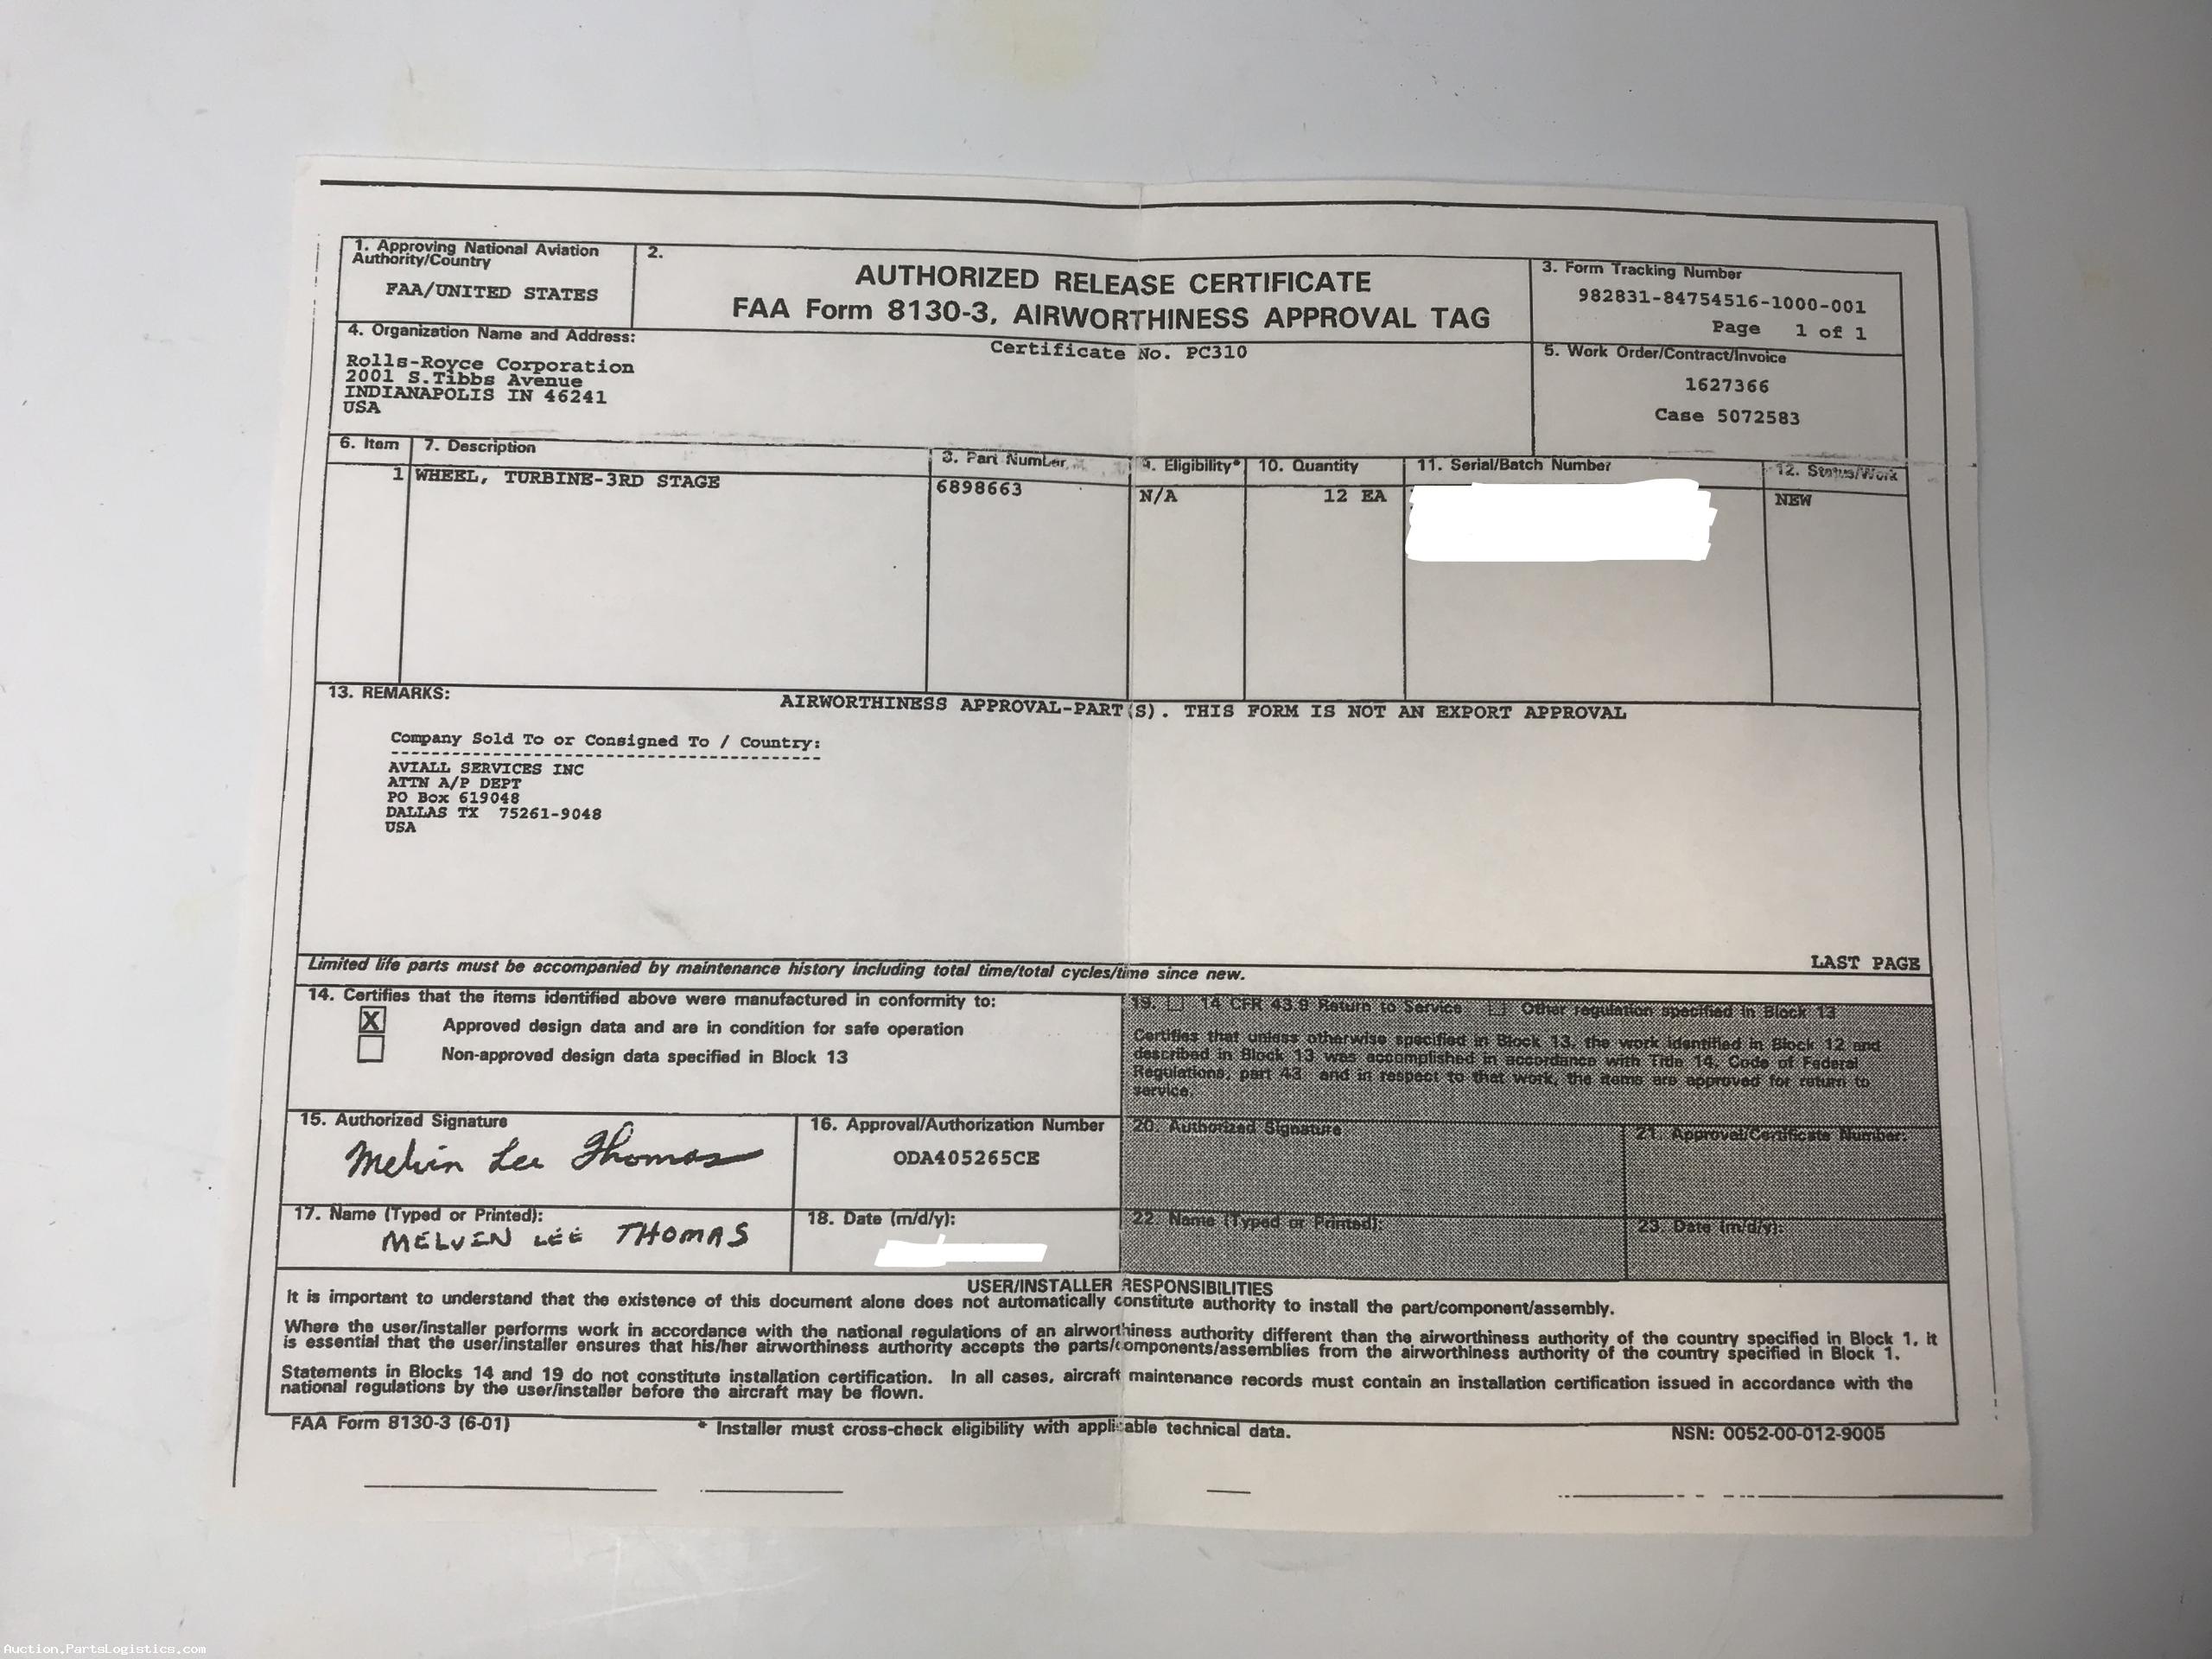 1. Approving National Aviation
Authority/Country
FAA/UNITED STATES
2.
AUTHORIZED RELEASE CERTIFICATE
FAA Form 8130-3, AIRWORTHINESS APPROVAL TAG
Certificate No. PC310
3. Form Tracking Number
982831-84754516-1000-001
Page 1 of 1
4. Organization Name and Address:
Rolls-Royce Corporation
2001 S.Tibbs Avenue
INDIANAPOLIS IN 46241
USA
5. Work Order/Contract/Invoice
1627366
Case 5072583
6. Item 7. Description 8. Part Number 9. Eligibility* 10. Quantity 11. Serial/Batch Number 12. Status/Work
1 WHEEL, TURBINE-3RD STAGE 6898663 N/A 12 EA NEW
13. REMARKS:
AIRWORTHINESS APPROVAL-PART(S). THIS FORM IS NOT AN EXPORT APPROVAL
Company Sold To or Consigned To / Country:
AVIALL SERVICES INC
ATTN A/P DEPT
PO Box 619048
DALLAS TX 75261-9048
USA
LAST PAGE
Limited life parts must be accompanied by maintenance history including total time/total cycles/time since new.
14. Certifies that the items identified above were manufactured in conformity to:
X Approved design data and are in condition for safe operation
Non-approved design data specified in Block 13
19. 14 CFR 43.9 Return to Service Other regulation specified in Block 13
Certifies that unless otherwise specified in Block 13, the work identified in Block 12 and
described in Block 13 was accomplished in accordance with Title 14, Code of Federal
Regulations, part 43 and in respect to that work, the items are approved for return to
service.
15. Authorized Signature
Melvin Lee Thomas
16. Approval/Authorization Number
ODA405265CE
20. Authorized Signature
21. Approval/Certificate Number:
17. Name (Typed or Printed):
MELVIN LEE THOMAS
18. Date (m/d/y):
22. Name (Typed or Printed):
23. Date (m/d/y):
USER/INSTALLER RESPONSIBILITIES
It is important to understand that the existence of this document alone does not automatically constitute authority to install the part/component/assembly.
Where the user/installer performs work in accordance with the national regulations of an airworthiness authority different than the airworthiness authority of the country specified in Block 1, it
is essential that the user/installer ensures that his/her airworthiness authority accepts the parts/components/assemblies from the airworthiness authority of the country specified in Block 1.
Statements in Blocks 14 and 19 do not constitute installation certification. In all cases, aircraft maintenance records must contain an installation certification issued in accordance with the
national regulations by the user/installer before the aircraft may be flown.
FAA Form 8130-3 (6-01)
* Installer must cross-check eligibility with applicable technical data.
NSN: 0052-00-012-9005
Auction.PartsLogistics.com